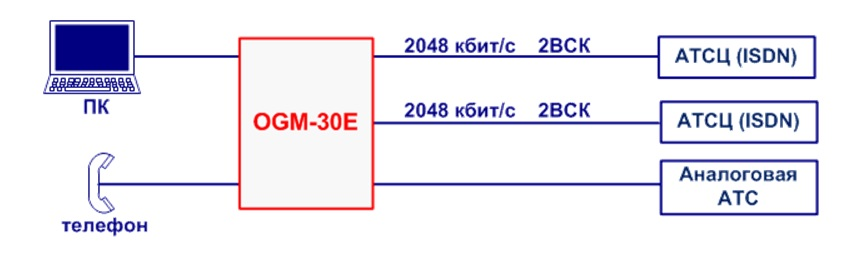 2048 кбит/с 2ВСК
АТСЦ (ISDN)
ПК
OGM-30E
2048 кбит/с 2ВСК
АТСЦ (ISDN)
Аналоговая
АТС
телефон